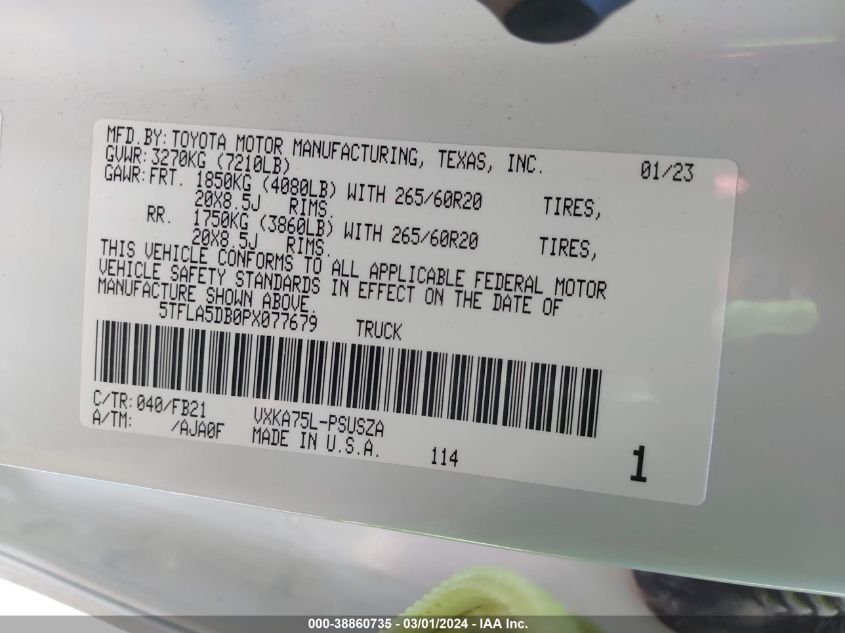 MFD.BY:TOYOTA MOTOR MANUFACTURING, TEXAS, INC. 01/23
GVWR:3270KG (7210LB)
GAWR:FRT. 1850KG (4080LB) WITH 265/60R20 TIRES,
20X8.5J RIMS.
RR. 1750KG (3860LB) WITH 265/60R20 TIRES,
20X8.5J RIMS.
THIS VEHICLE CONFORMS TO ALL APPLICABLE FEDERAL MOTOR
VEHICLE SAFETY STANDARDS IN EFFECT ON THE DATE OF
MANUFACTURE SHOWN ABOVE.
5TFLA5DB0PX077679 TRUCK
C/TR:040/FB21 VXKA75L-PSUSZA
A/TM: /AJA0F MADE IN U.S.A. 114 1
000-38860735 - 03/01/2024 - IAA Inc.